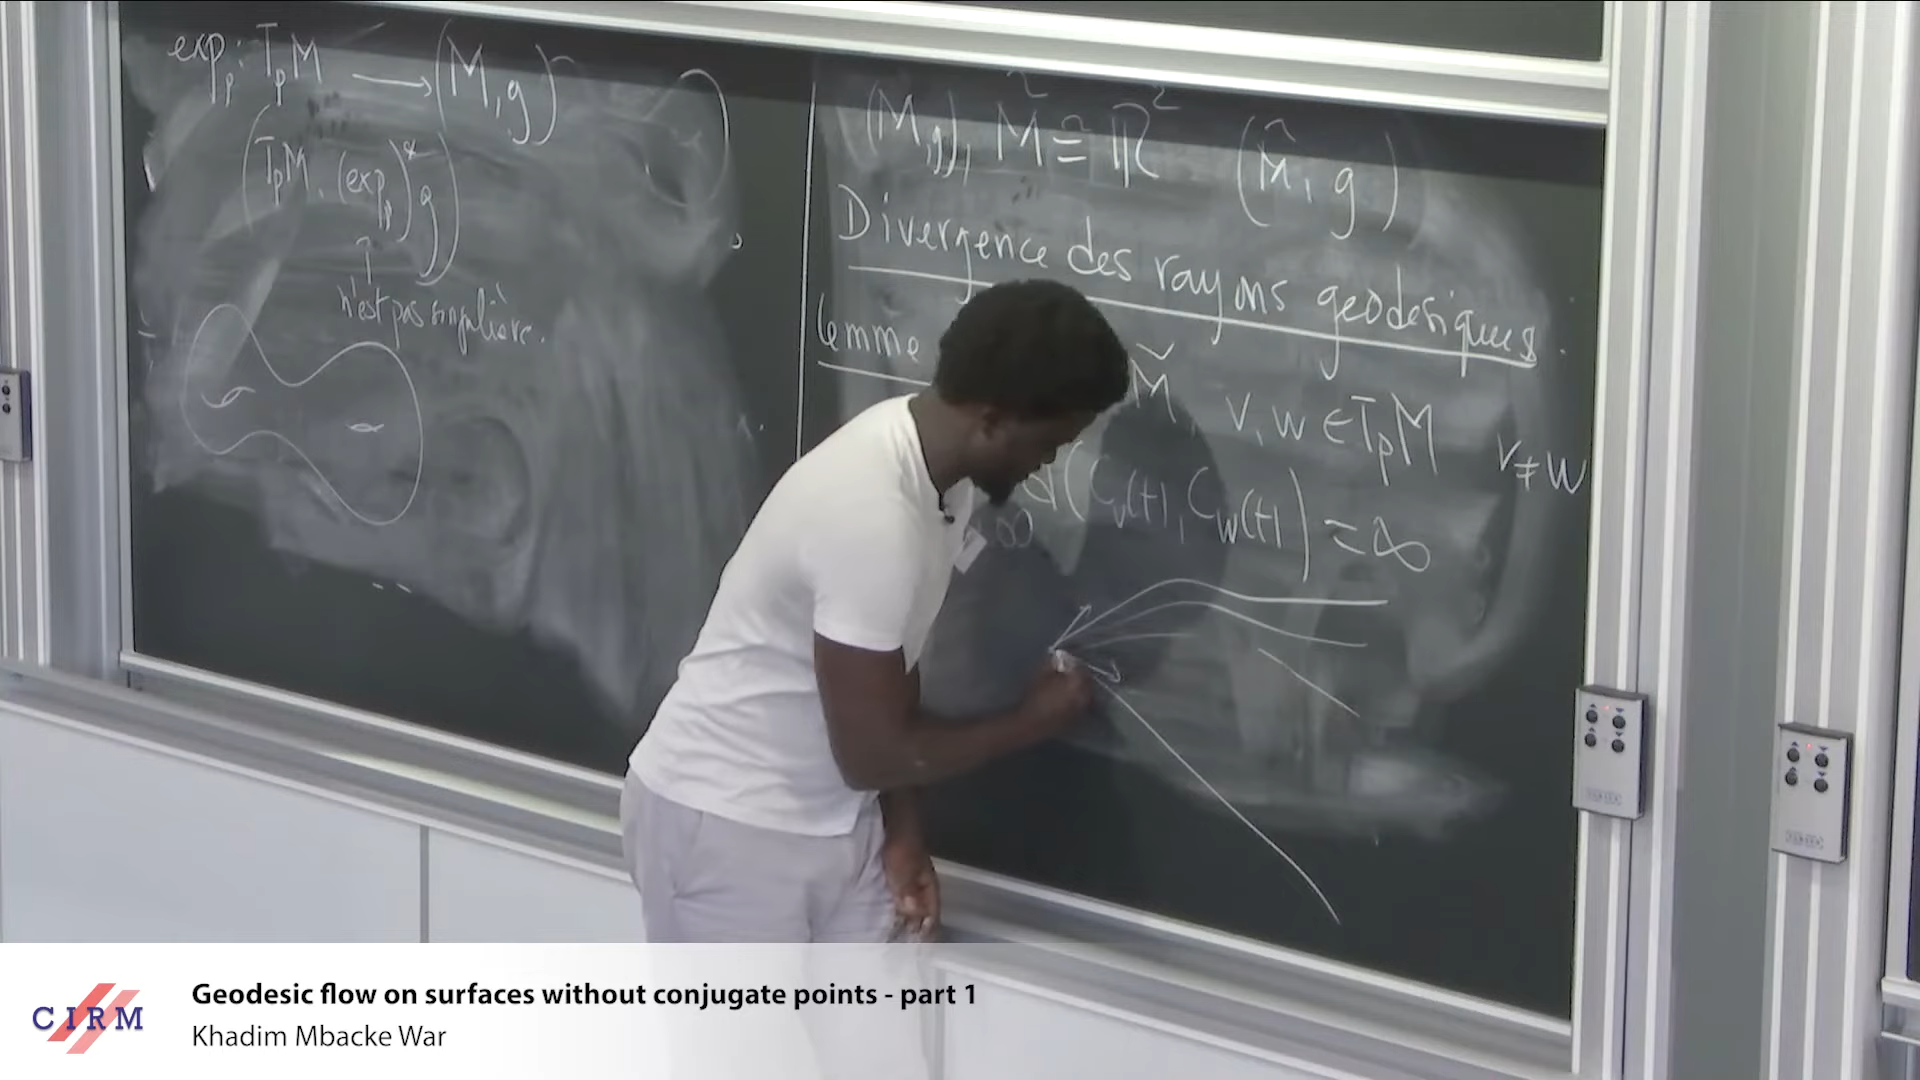 exp_p : T_pM ⟶ (M, g)
(T_pM, (exp_p)^* g)
↑
n'est pas singulière.
(M, g), M̃ ≅ ℝ² (M̃, g)
Divergence des rayons géodésiques.
Lemme M̃, v, w ∈ T_pM v ≠ w
∞ d(C_v(t), C_w(t)) = ∞
CIRM
Geodesic flow on surfaces without conjugate points - part 1
Khadim Mbacke War